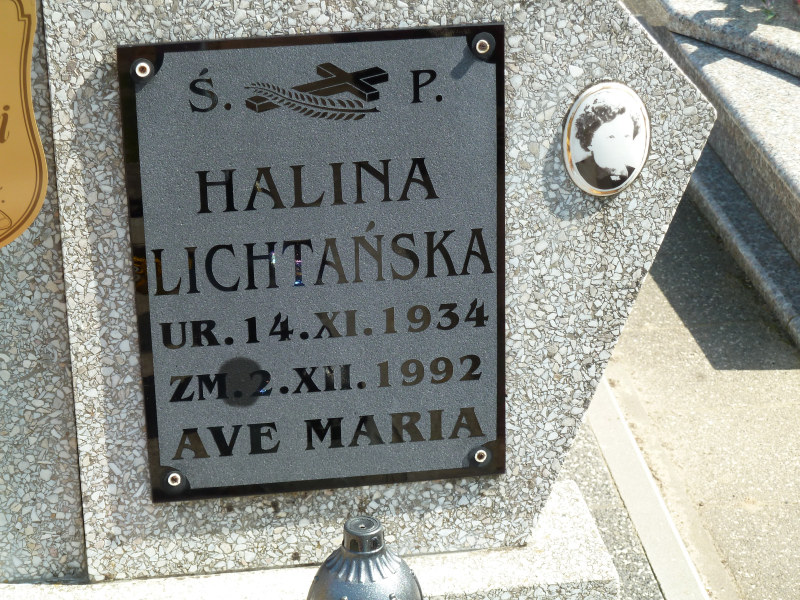 Ś. P.
HALINA
LICHTAŃSKA
UR. 14. XI. 1934
ZM. 2. XII. 1992
AVE MARIA